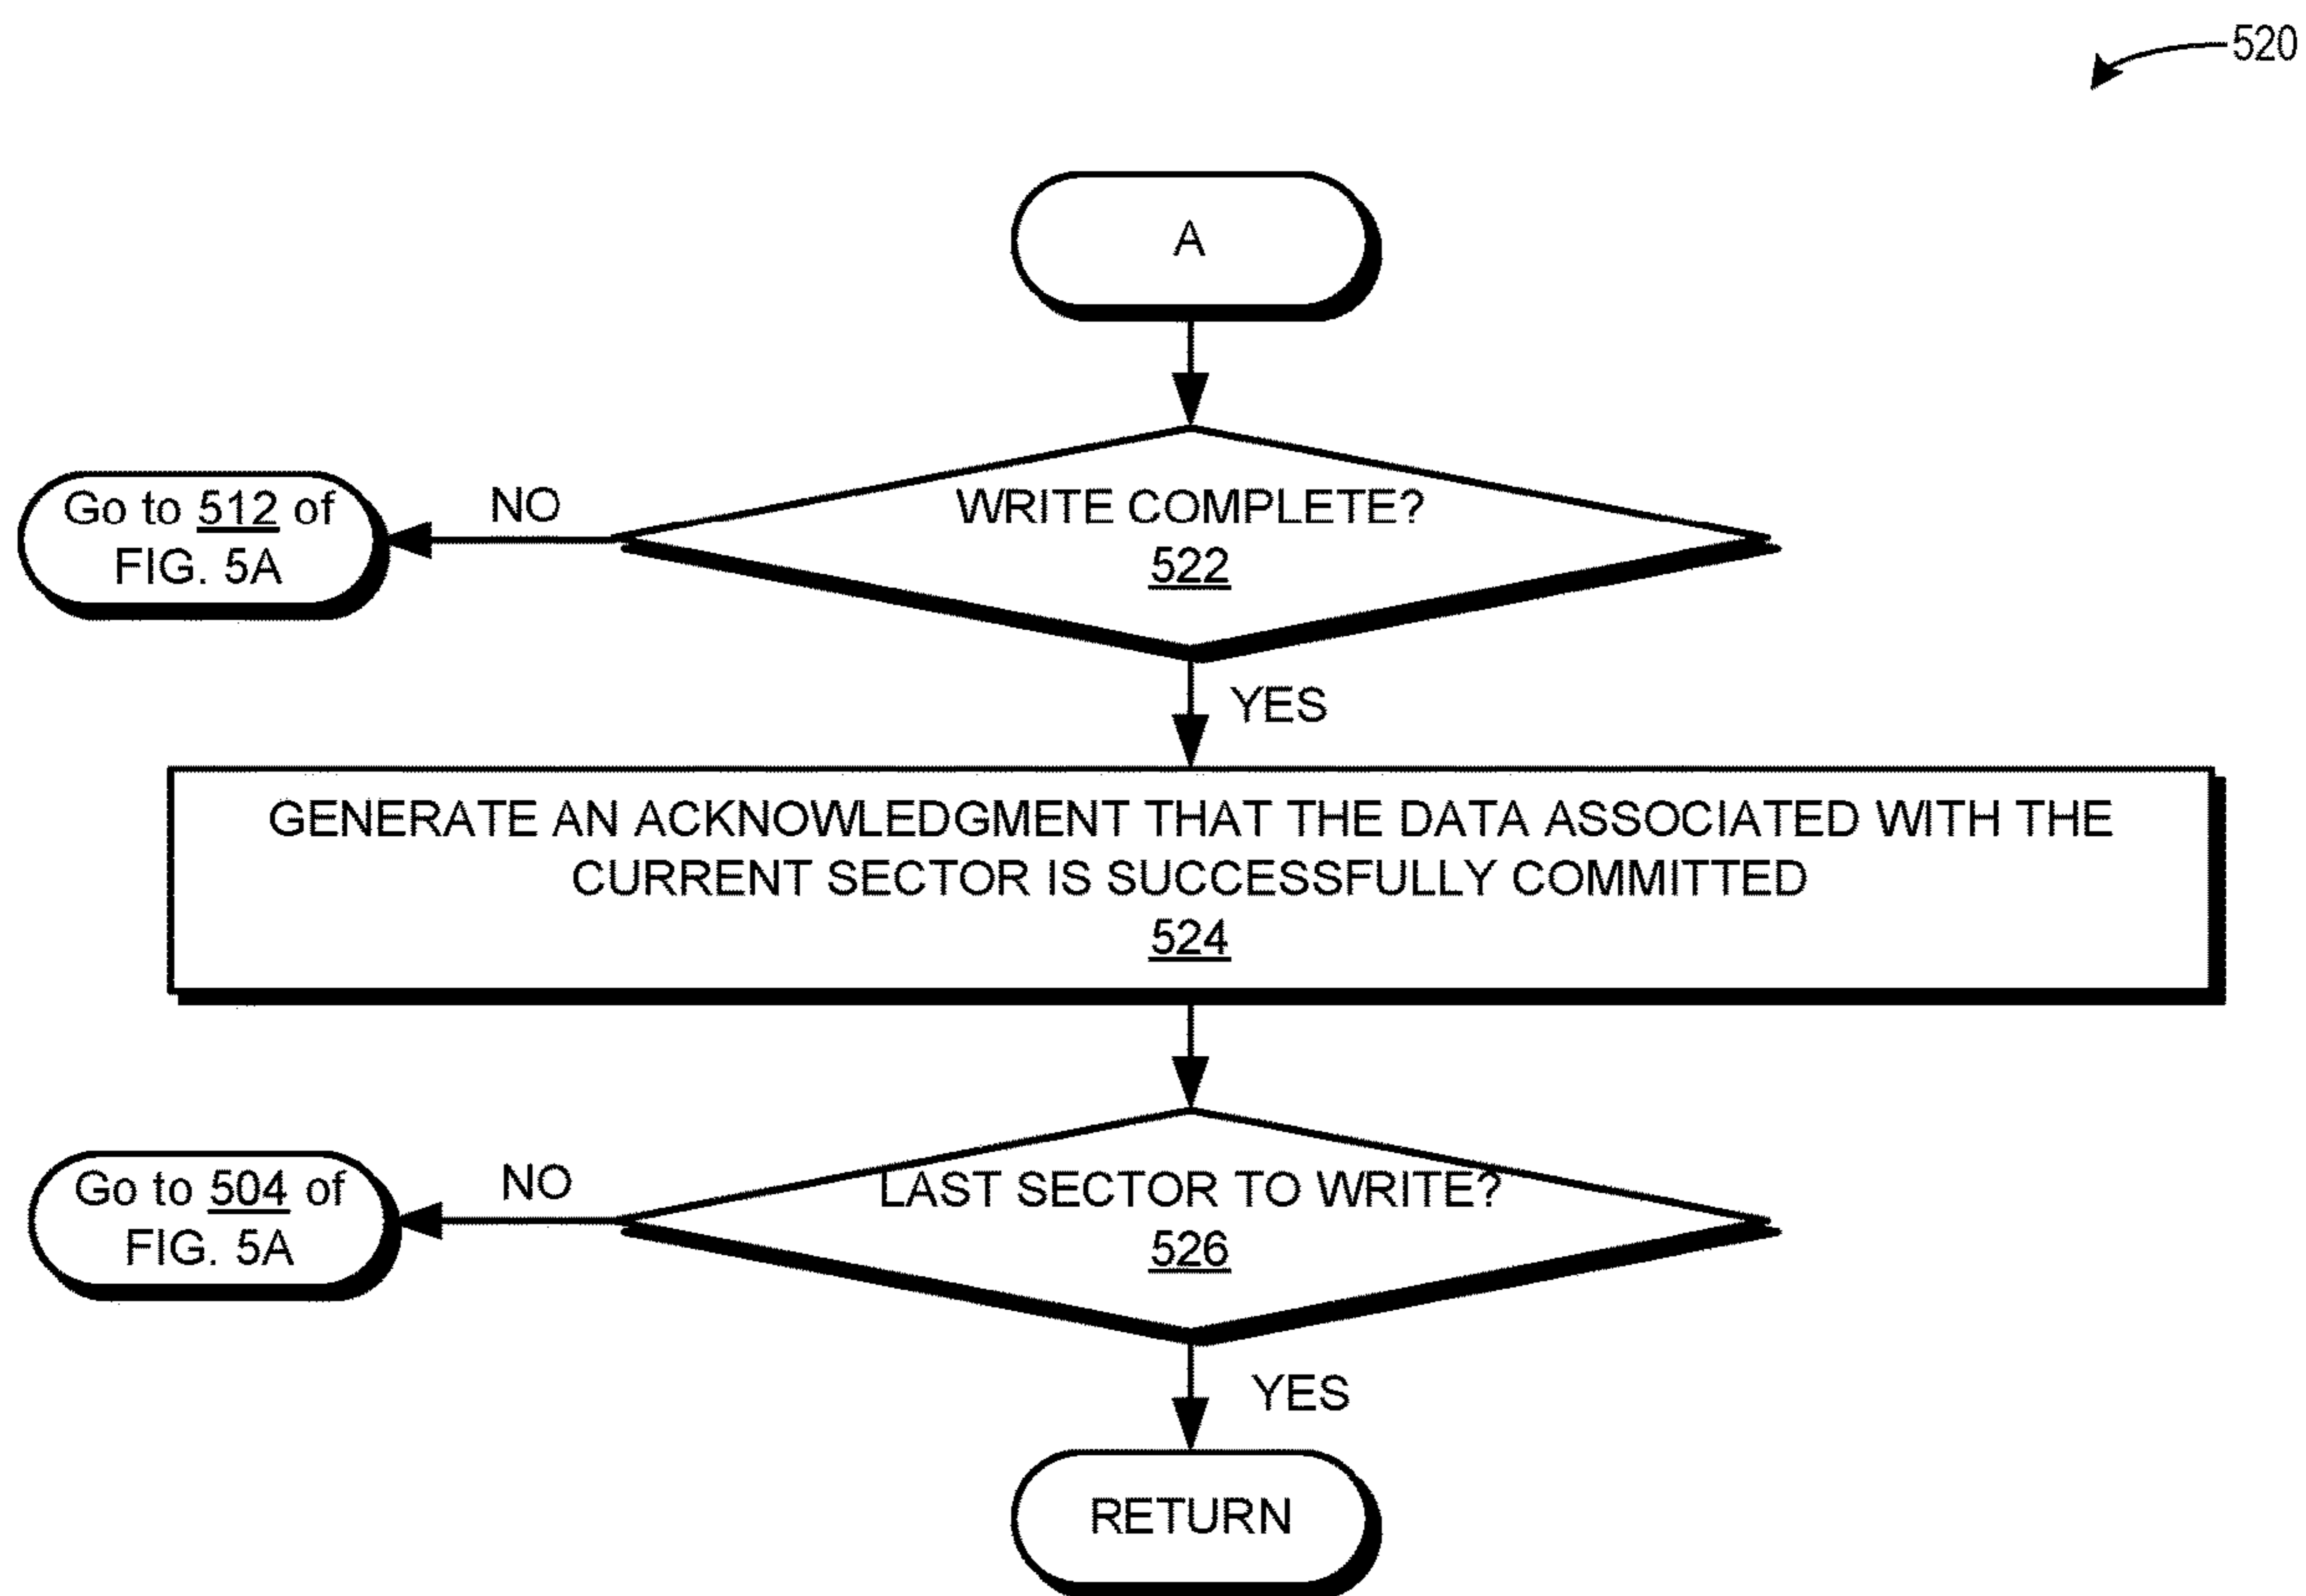 520
A
WRITE COMPLETE?
522
NO
Go to 512 of
FIG. 5A
YES
GENERATE AN ACKNOWLEDGMENT THAT THE DATA ASSOCIATED WITH THE
CURRENT SECTOR IS SUCCESSFULLY COMMITTED
524
LAST SECTOR TO WRITE?
526
NO
Go to 504 of
FIG. 5A
YES
RETURN